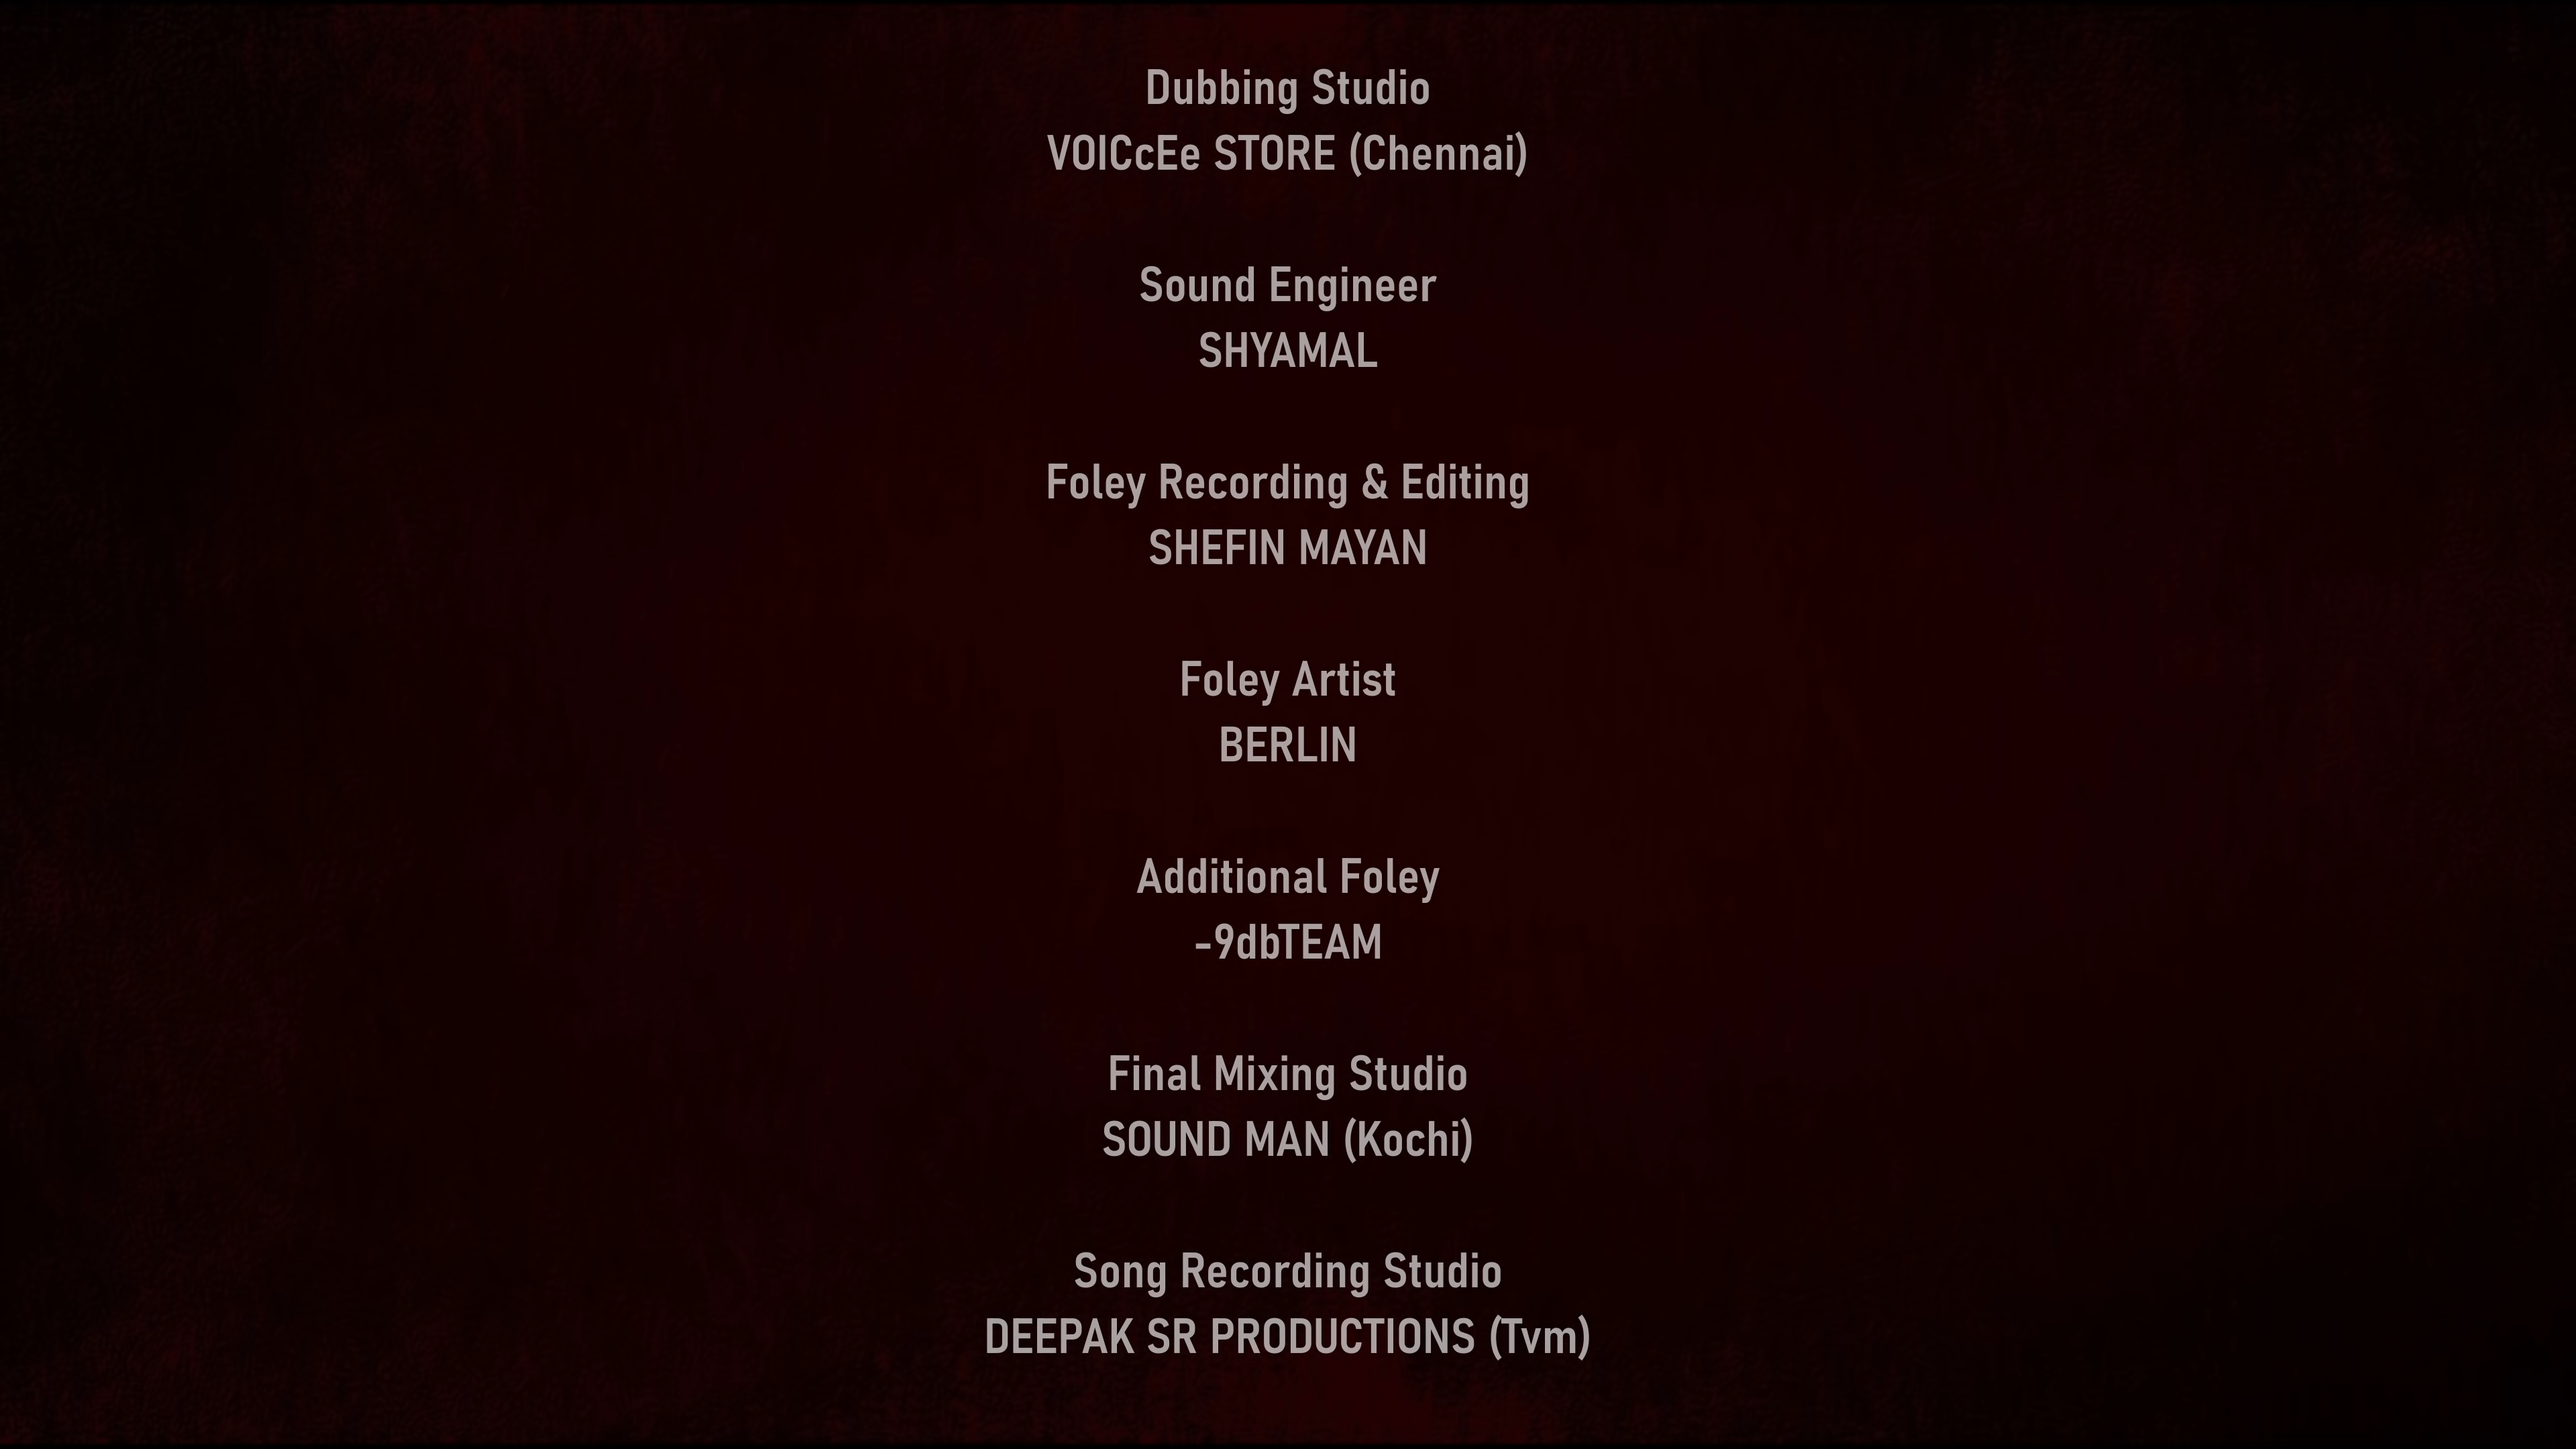 Dubbing Studio
VOICcEe STORE (Chennai)
Sound Engineer
SHYAMAL
Foley Recording & Editing
SHEFIN MAYAN
Foley Artist
BERLIN
Additional Foley
-9dbTEAM
Final Mixing Studio
SOUND MAN (Kochi)
Song Recording Studio
DEEPAK SR PRODUCTIONS (Tvm)